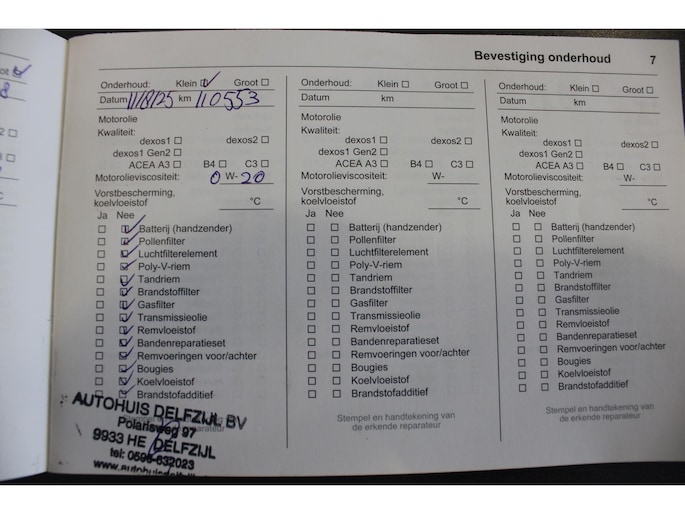 Bevestiging onderhoud 7
Onderhoud: Klein Groot
Datum 11/8/25 km 110553
Motorolie
Kwaliteit:
dexos1 dexos2
dexos1 Gen2
ACEA A3 B4 C3
Motorolieviscositeit: 0 W- 20
Vorstbescherming,
koelvloeistof °C
Ja Nee
Batterij (handzender)
Pollenfilter
Luchtfilterelement
Poly-V-riem
Tandriem
Brandstoffilter
Gasfilter
Transmissieolie
Remvloeistof
Bandenreparatieset
Remvoeringen voor/achter
Bougies
Koelvloeistof
Brandstofadditief
AUTOHUIS DELFZIJL BV
Polarisweg 97
9933 HE DELFZIJL
tel: 0596-632023
Onderhoud: Klein Groot
Datum km
Motorolie
Kwaliteit:
dexos1 dexos2
dexos1 Gen2
ACEA A3 B4 C3
Motorolieviscositeit: W-
Vorstbescherming,
koelvloeistof °C
Ja Nee
Batterij (handzender)
Pollenfilter
Luchtfilterelement
Poly-V-riem
Tandriem
Brandstoffilter
Gasfilter
Transmissieolie
Remvloeistof
Bandenreparatieset
Remvoeringen voor/achter
Bougies
Koelvloeistof
Brandstofadditief
Stempel en handtekening van
de erkende reparateur
Onderhoud: Klein Groot
Datum km
Motorolie
Kwaliteit:
dexos1 dexos2
dexos1 Gen2
ACEA A3 B4 C3
Motorolieviscositeit: W-
Vorstbescherming,
koelvloeistof °C
Ja Nee
Batterij (handzender)
Pollenfilter
Luchtfilterelement
Poly-V-riem
Tandriem
Brandstoffilter
Gasfilter
Transmissieolie
Remvloeistof
Bandenreparatieset
Remvoeringen voor/achter
Bougies
Koelvloeistof
Brandstofadditief
Stempel en handtekening van
de erkende reparateur